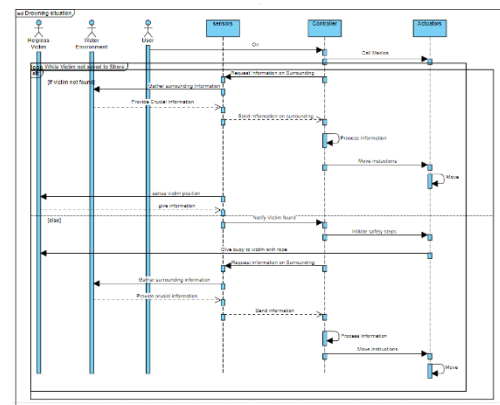 sd Drowning situation
sensors
Controller
Actuators
Helpless
Victim
Water
Environment
User
On
Call Medics
loop While Victim not saved to Shore
alt
Request information on Surrounding
[If victim not found]
Gather surrounding information
Provide Crucial information
Send information on surrounding
Process Information
Move instuctions
Move
sense victim position
give information
[else]
Notify Victim found
Initiate safety steps
Give buoy to victim with rope
Request information on Surrounding
Gather surrounding information
Provide crucial information
Send information
Process Information
Move instructions
Move